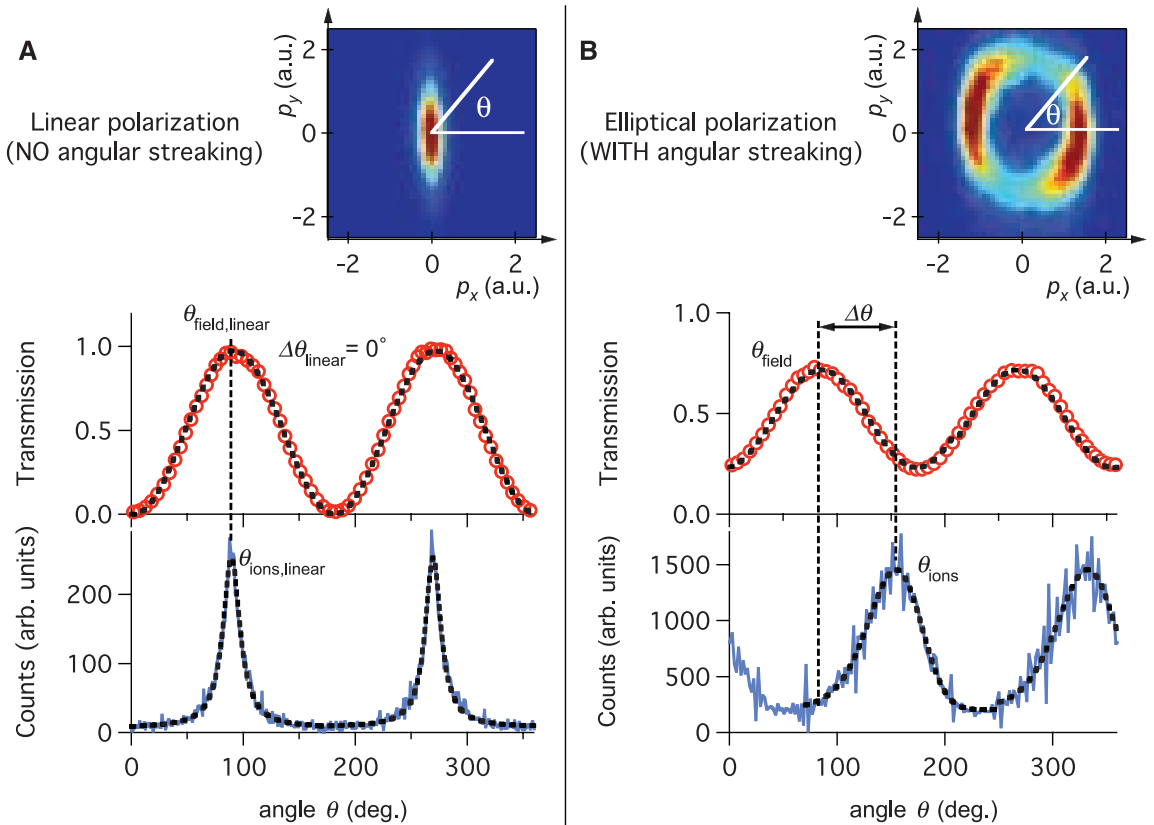 A
Linear polarization
(NO angular streaking)
p_y (a.u.)
2
0
-2
θ
-2 0 2
p_x (a.u.)
θ_field,linear
Δθ_linear = 0°
Transmission
1.0
0.5
0.0
θ_ions,linear
Counts (arb. units)
200
100
0
0 100 200 300
angle θ (deg.)
B
Elliptical polarization
(WITH angular streaking)
p_y (a.u.)
2
0
-2
θ
-2 0 2
p_x (a.u.)
Δθ
θ_field
Transmission
1.0
0.5
0.0
θ_ions
Counts (arb. units)
1500
1000
500
0
0 100 200 300
angle θ (deg.)